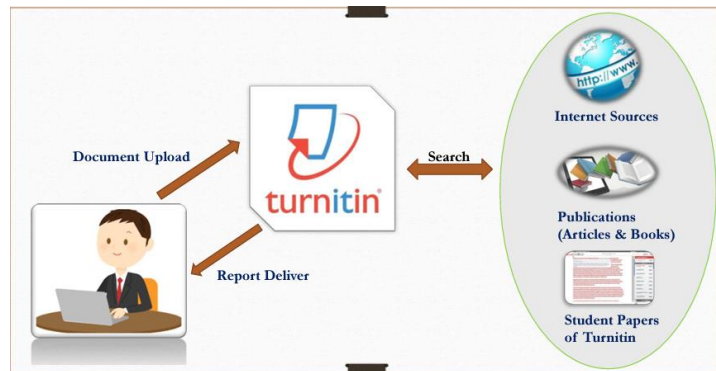 http://www.
Internet Sources
Document Upload
Search
turnitin
Publications
(Articles & Books)
Report Deliver
Student Papers
of Turnitin